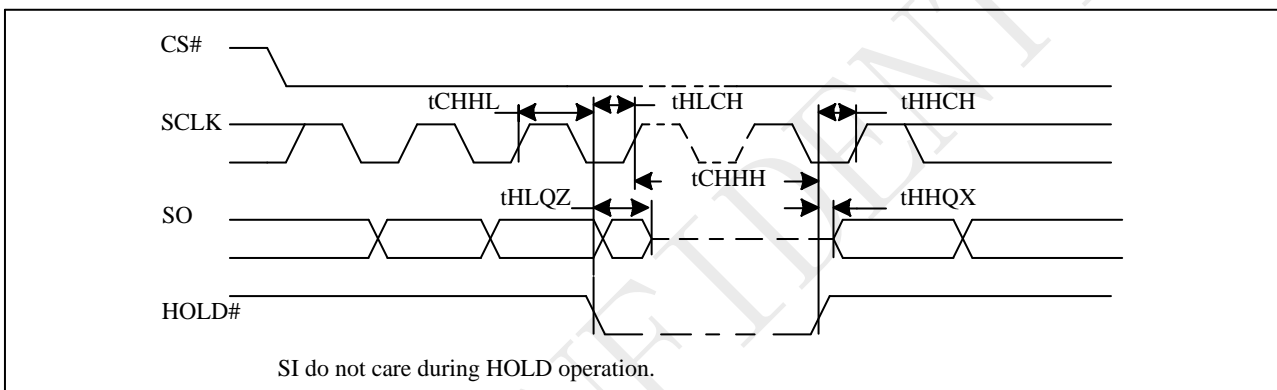 CS#
tCHHL
tHLCH
tHHCH
SCLK
tCHHH
tHLQZ
tHHQX
SO
HOLD#
SI do not care during HOLD operation.